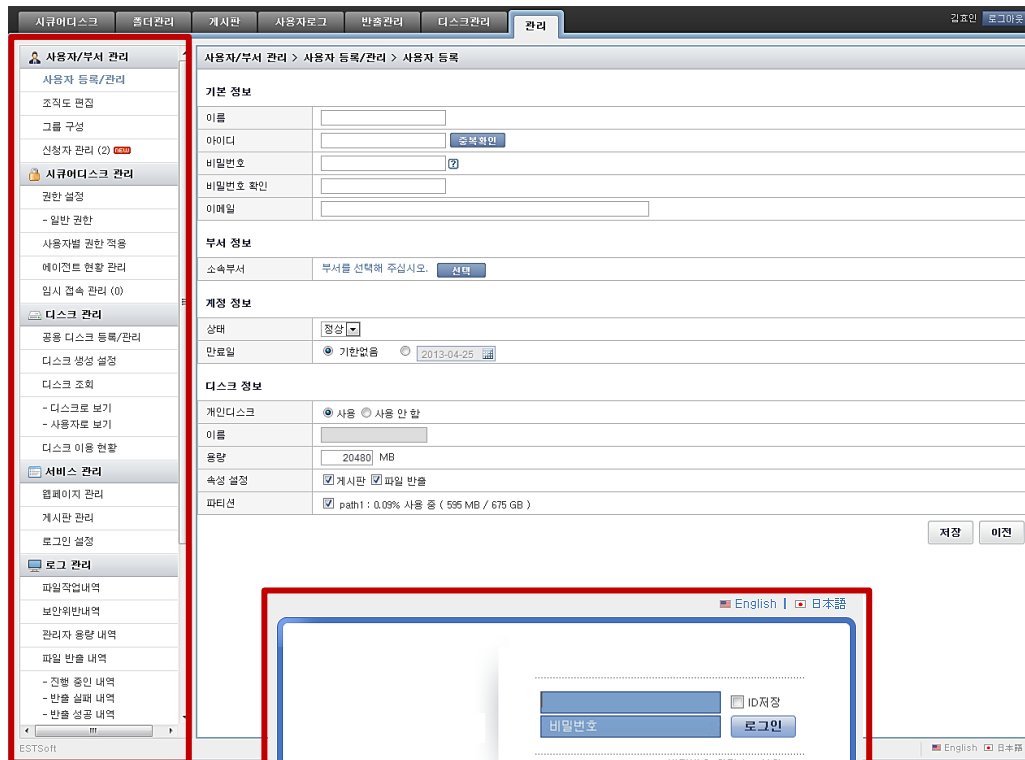 시큐어디스크 폴더관리 게시판 사용자로그 반출관리 디스크관리 관리 김효인 로그아웃
사용자/부서 관리
사용자 등록/관리
조직도 편집
그룹 구성
신청자 관리 (2) NEW
시큐어디스크 관리
권한 설정
- 일반 권한
사용자별 권한 적용
에이전트 현황 관리
임시 접속 관리 (0)
디스크 관리
공용 디스크 등록/관리
디스크 생성 설정
디스크 조회
- 디스크로 보기
- 사용자로 보기
디스크 이용 현황
서비스 관리
웹페이지 관리
게시판 관리
로그인 설정
로그 관리
파일작업내역
보안위반내역
관리자 용량 내역
파일 반출 내역
- 진행 중인 내역
- 반출 실패 내역
- 반출 성공 내역
ESTSoft
사용자/부서 관리 > 사용자 등록/관리 > 사용자 등록
기본 정보
이름
아이디 중복확인
비밀번호 ?
비밀번호 확인
이메일
부서 정보
소속부서 부서를 선택해 주십시오. 선택
계정 정보
상태 정상
만료일 기한없음 2013-04-25
디스크 정보
개인디스크 사용 사용 안 함
이름
용량 20480 MB
속성 설정 게시판 파일 반출
파티션 path1 : 0.09% 사용 중 ( 595 MB / 675 GB )
저장 이전
English | 日本語
ID저장
비밀번호 로그인
English 日本語